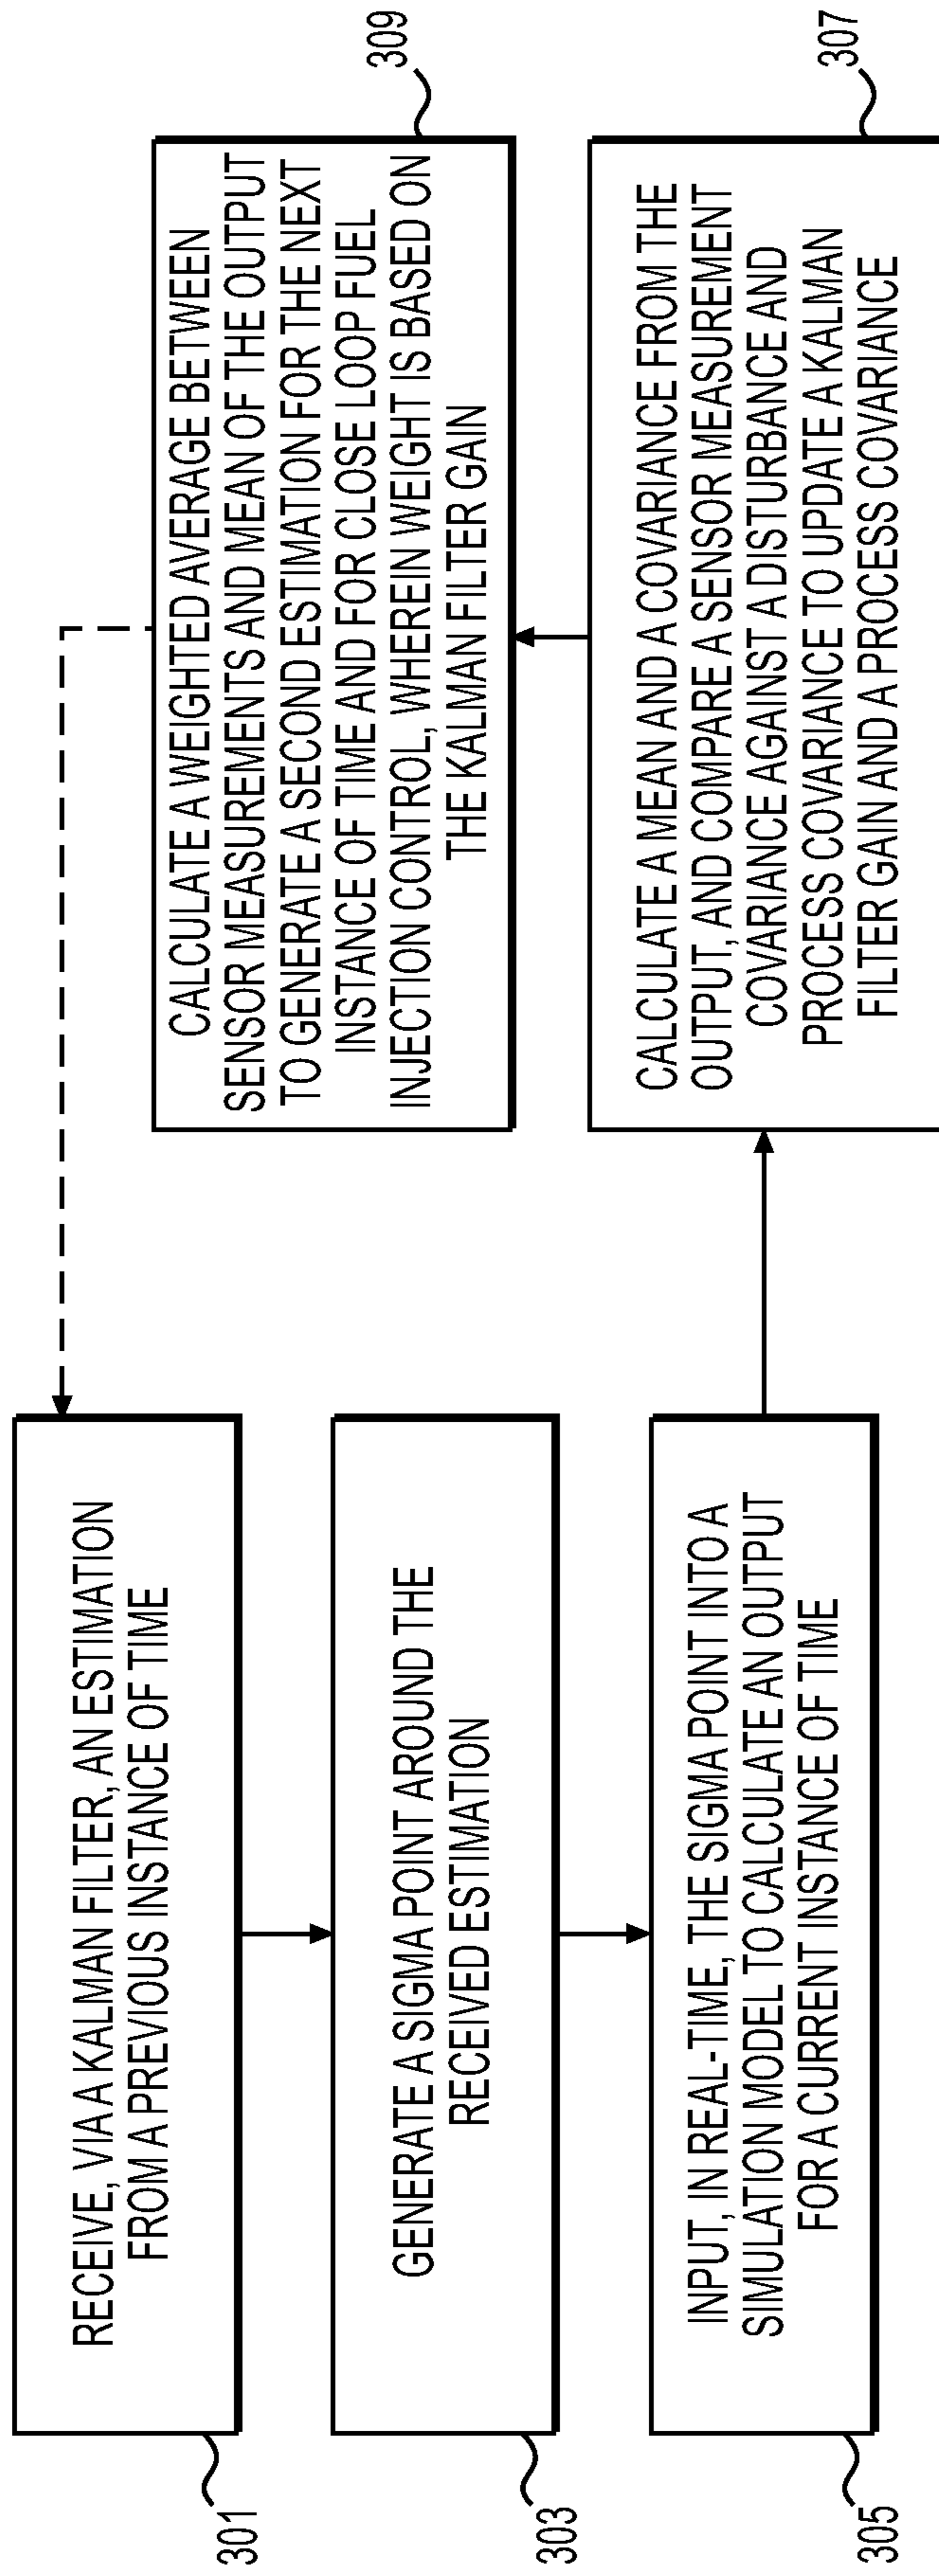 RECEIVE, VIA A KALMAN FILTER, AN ESTIMATION
FROM A PREVIOUS INSTANCE OF TIME
301
GENERATE A SIGMA POINT AROUND THE
RECEIVED ESTIMATION
303
INPUT, IN REAL-TIME, THE SIGMA POINT INTO A
SIMULATION MODEL TO CALCULATE AN OUTPUT
FOR A CURRENT INSTANCE OF TIME
305
CALCULATE A MEAN AND A COVARIANCE FROM THE
OUTPUT, AND COMPARE A SENSOR MEASUREMENT
COVARIANCE AGAINST A DISTURBANCE AND
PROCESS COVARIANCE TO UPDATE A KALMAN
FILTER GAIN AND A PROCESS COVARIANCE
307
CALCULATE A WEIGHTED AVERAGE BETWEEN
SENSOR MEASUREMENTS AND MEAN OF THE OUTPUT
TO GENERATE A SECOND ESTIMATION FOR THE NEXT
INSTANCE OF TIME AND FOR CLOSE LOOP FUEL
INJECTION CONTROL, WHEREIN WEIGHT IS BASED ON
THE KALMAN FILTER GAIN
309